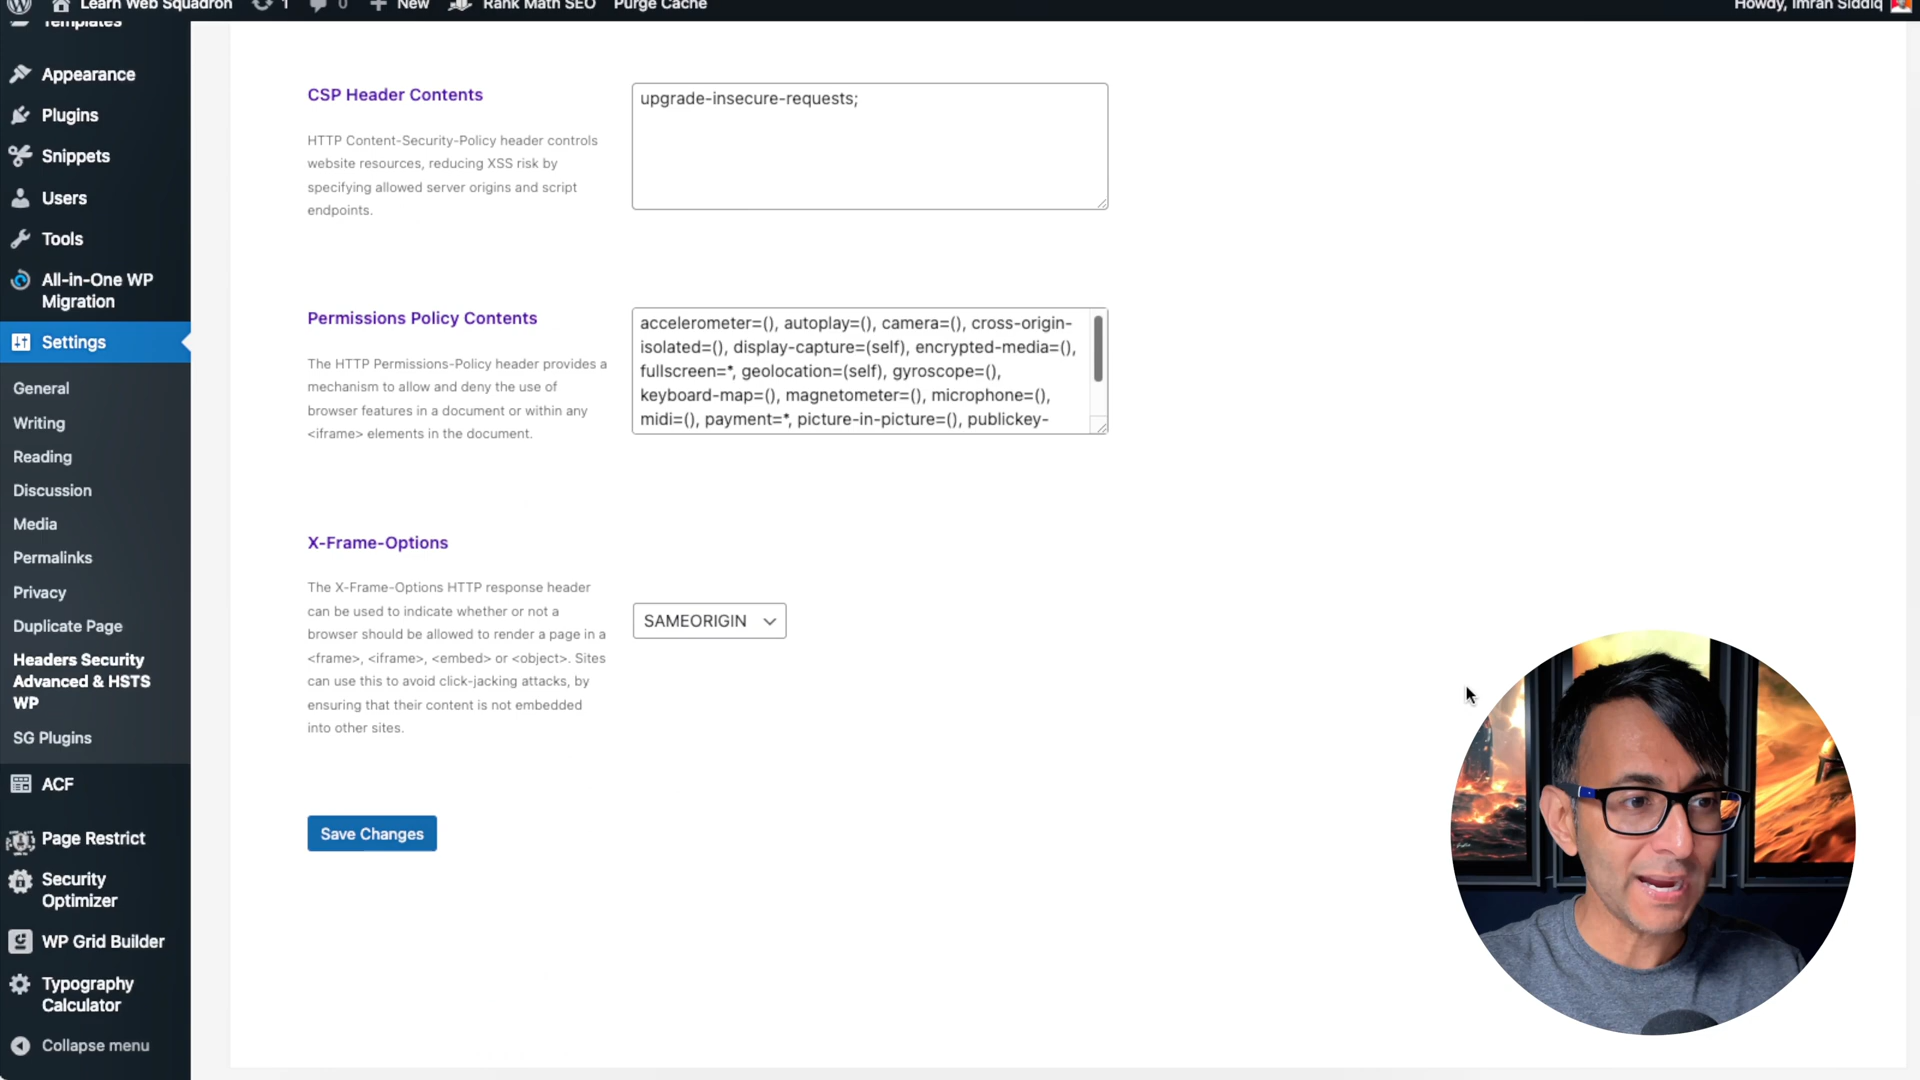 Learn Web Squadron 1 0 New Rank Math SEO Purge Cache Howdy, Imran Siddiq
Templates
Appearance
Plugins
Snippets
Users
Tools
All-in-One WP
Migration
Settings
General
Writing
Reading
Discussion
Media
Permalinks
Privacy
Duplicate Page
Headers Security
Advanced & HSTS
WP
SG Plugins
ACF
Page Restrict
Security
Optimizer
WP Grid Builder
Typography
Calculator
Collapse menu
CSP Header Contents
HTTP Content-Security-Policy header controls
website resources, reducing XSS risk by
specifying allowed server origins and script
endpoints.
upgrade-insecure-requests;
Permissions Policy Contents
The HTTP Permissions-Policy header provides a
mechanism to allow and deny the use of
browser features in a document or within any
<iframe> elements in the document.
accelerometer=(), autoplay=(), camera=(), cross-origin-
isolated=(), display-capture=(self), encrypted-media=(),
fullscreen=*, geolocation=(self), gyroscope=(),
keyboard-map=(), magnetometer=(), microphone=(),
midi=(), payment=*, picture-in-picture=(), publickey-
X-Frame-Options
The X-Frame-Options HTTP response header
can be used to indicate whether or not a
browser should be allowed to render a page in a
<frame>, <iframe>, <embed> or <object>. Sites
can use this to avoid click-jacking attacks, by
ensuring that their content is not embedded
into other sites.
SAMEORIGIN
Save Changes